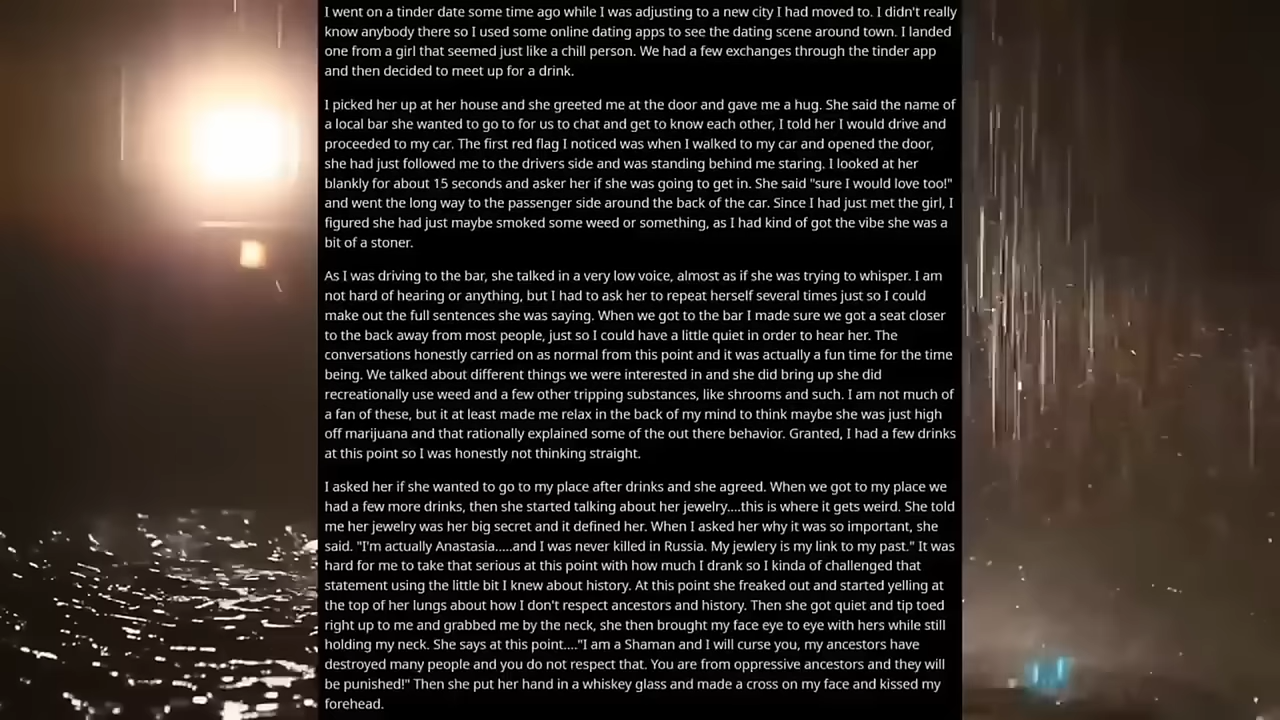 I went on a tinder date some time ago while I was adjusting to a new city I had moved to. I didn't really
know anybody there so I used some online dating apps to see the dating scene around town. I landed
one from a girl that seemed just like a chill person. We had a few exchanges through the tinder app
and then decided to meet up for a drink.
I picked her up at her house and she greeted me at the door and gave me a hug. She said the name of
a local bar she wanted to go to for us to chat and get to know each other, I told her I would drive and
proceeded to my car. The first red flag I noticed was when I walked to my car and opened the door,
she had just followed me to the drivers side and was standing behind me staring. I looked at her
blankly for about 15 seconds and asker her if she was going to get in. She said "sure I would love too!"
and went the long way to the passenger side around the back of the car. Since I had just met the girl, I
figured she had just maybe smoked some weed or something, as I had kind of got the vibe she was a
bit of a stoner.
As I was driving to the bar, she talked in a very low voice, almost as if she was trying to whisper. I am
not hard of hearing or anything, but I had to ask her to repeat herself several times just so I could
make out the full sentences she was saying. When we got to the bar I made sure we got a seat closer
to the back away from most people, just so I could have a little quiet in order to hear her. The
conversations honestly carried on as normal from this point and it was actually a fun time for the time
being. We talked about different things we were interested in and she did bring up she did
recreationally use weed and a few other tripping substances, like shrooms and such. I am not much of
a fan of these, but it at least made me relax in the back of my mind to think maybe she was just high
off marijuana and that rationally explained some of the out there behavior. Granted, I had a few drinks
at this point so I was honestly not thinking straight.
I asked her if she wanted to go to my place after drinks and she agreed. When we got to my place we
had a few more drinks, then she started talking about her jewelry....this is where it gets weird. She told
me her jewelry was her big secret and it defined her. When I asked her why it was so important, she
said. "I'm actually Anastasia.....and I was never killed in Russia. My jewlery is my link to my past." It was
hard for me to take that serious at this point with how much I drank so I kinda of challenged that
statement using the little bit I knew about history. At this point she freaked out and started yelling at
the top of her lungs about how I don't respect ancestors and history. Then she got quiet and tip toed
right up to me and grabbed me by the neck, she then brought my face eye to eye with hers while still
holding my neck. She says at this point...."I am a Shaman and I will curse you, my ancestors have
destroyed many people and you do not respect that. You are from oppressive ancestors and they will
be punished!" Then she put her hand in a whiskey glass and made a cross on my face and kissed my
forehead.